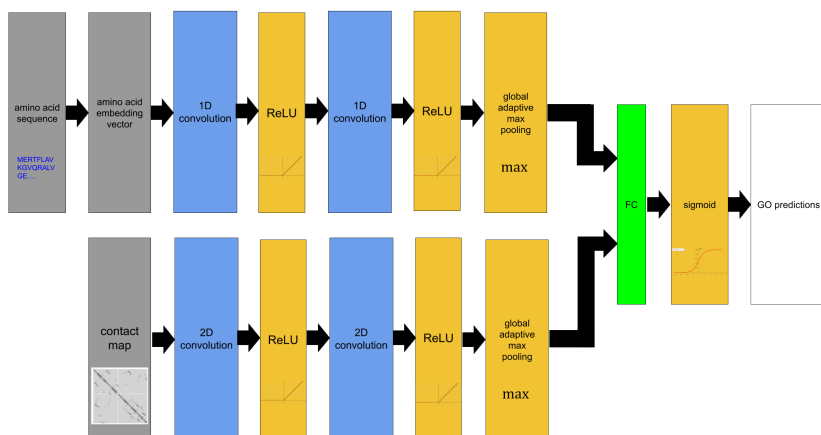 amino acid
sequence
MERTFLAV
KGVQRALV
GE....
amino acid
embedding
vector
1D
convolution
ReLU
1D
convolution
ReLU
global
adaptive
max
pooling
max
contact
map
2D
convolution
ReLU
2D
convolution
ReLU
global
adaptive
max
pooling
max
FC
sigmoid
GO predictions